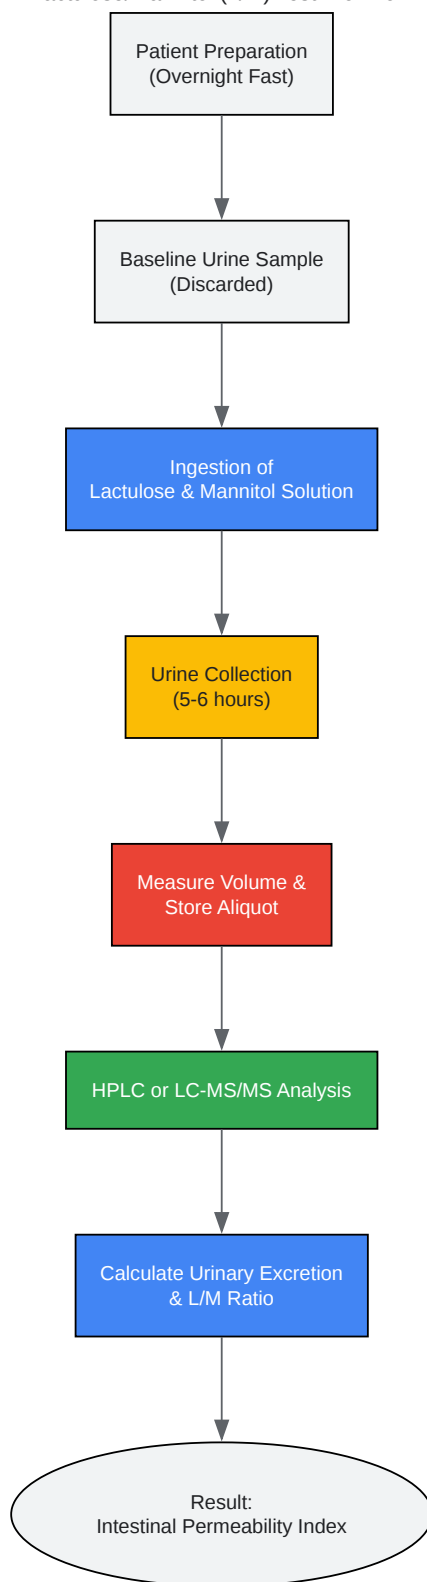 Patient Preparation
(Overnight Fast)
Baseline Urine Sample
(Discarded)
Ingestion of
Lactulose & Mannitol Solution
Urine Collection
(5-6 hours)
Measure Volume &
Store Aliquot
HPLC or LC-MS/MS Analysis
Calculate Urinary Excretion
& L/M Ratio
Result:
Intestinal Permeability Index